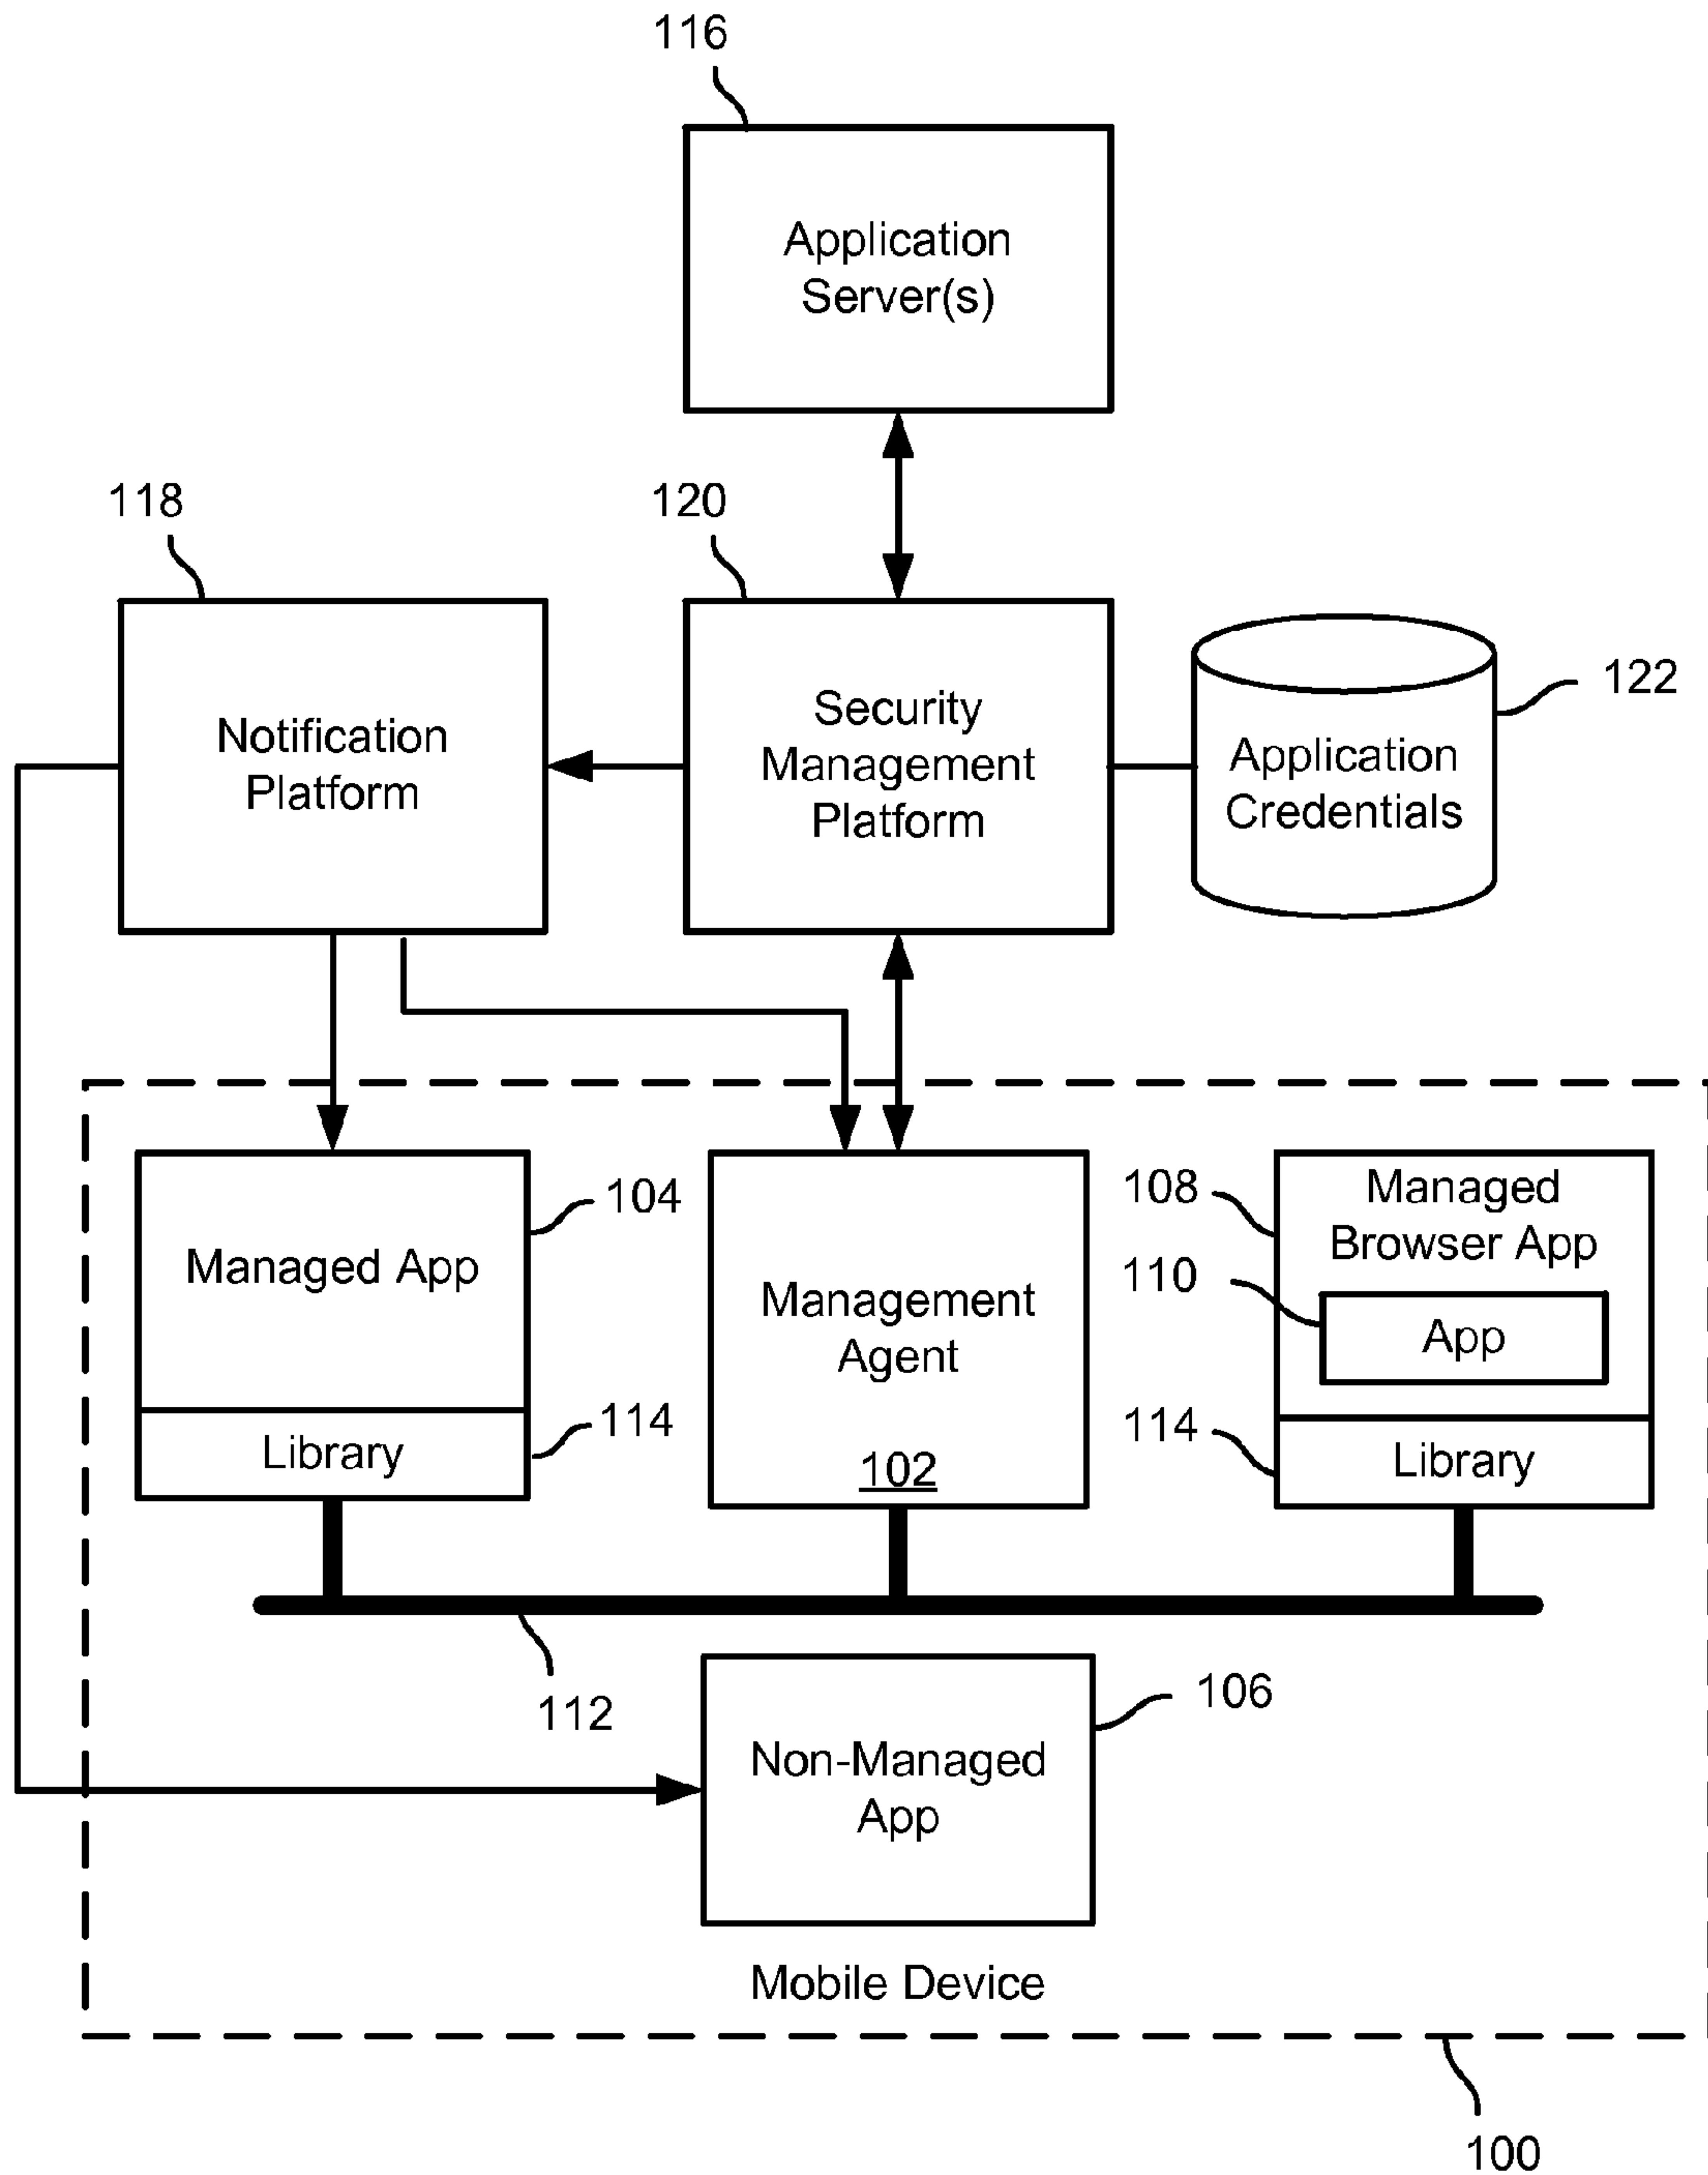 116
Application
Server(s)
118
120
Notification
Platform
Security
Management
Platform
122
Application
Credentials
104
Managed App
114
Library
Management
Agent
102
108
Managed
Browser App
110
App
114
Library
112
106
Non-Managed
App
Mobile Device
100